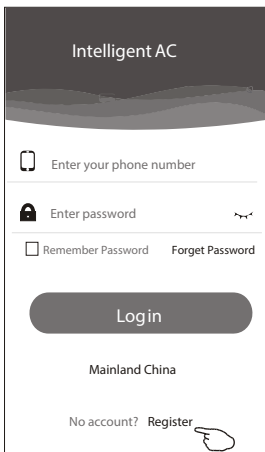 Intelligent AC
Enter your phone number
Enter password
Remember Password Forget Password
Login
Mainland China
No account? Register